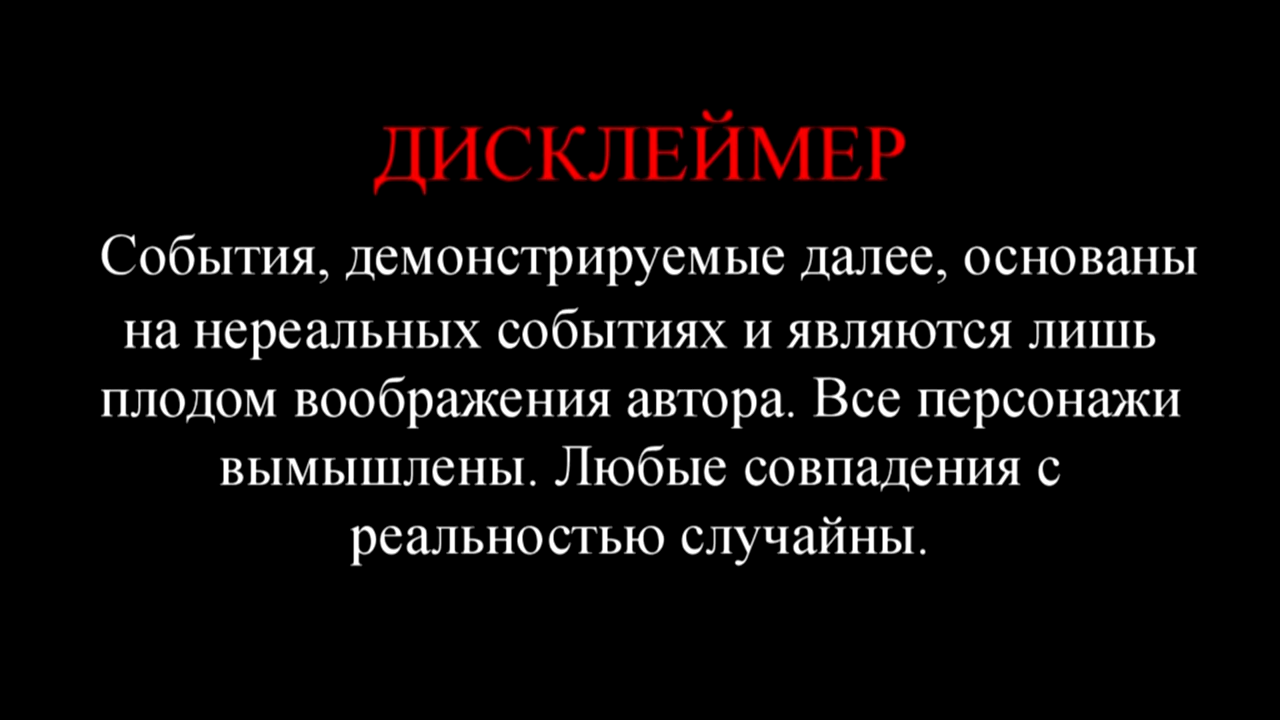 ДИСКЛЕЙМЕР
События, демонстрируемые далее, основаны
на нереальных событиях и являются лишь
плодом воображения автора. Все персонажи
вымышлены. Любые совпадения с
реальностью случайны.